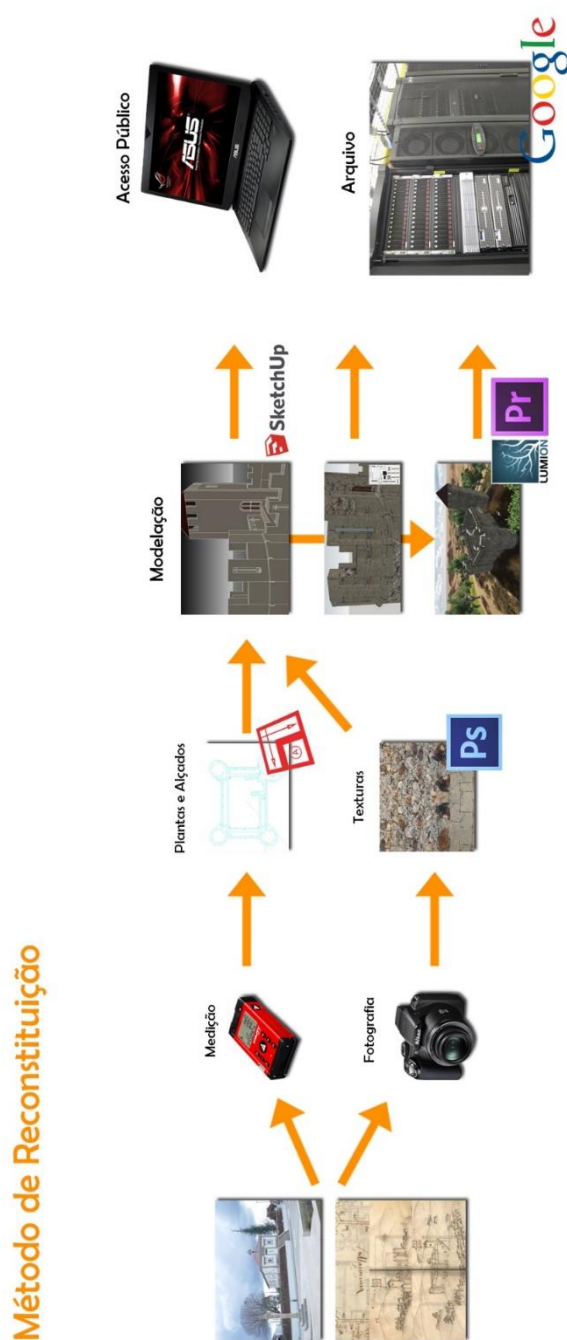 Método de Reconstituição
Medição
Fotografia
Plantas e Alçados
Texturas
Ps
Modelação
SketchUp
LUMION
Pr
Acesso Público
ASUS
Arquivo
Google